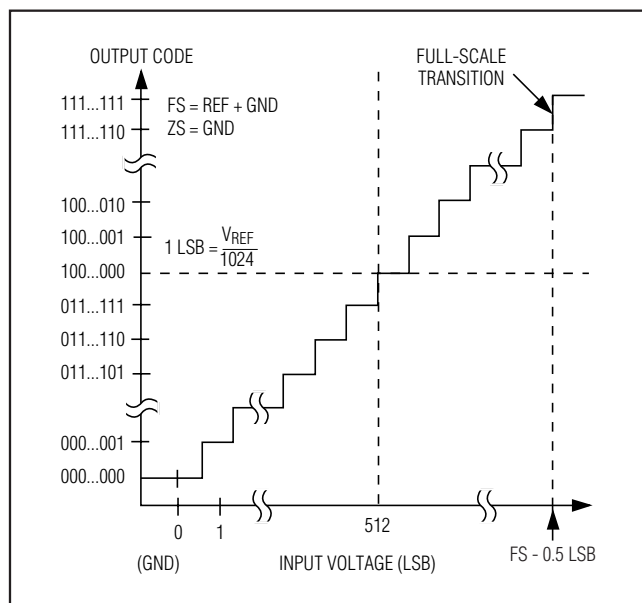 OUTPUT CODE
FULL-SCALE
TRANSITION
111...111
FS = REF + GND
111...110
ZS = GND
100...010
100...001
1 LSB = VREF
1024
100...000
011...111
011...110
011...101
000...001
000...000
0
1
512
(GND)
INPUT VOLTAGE (LSB)
FS - 0.5 LSB